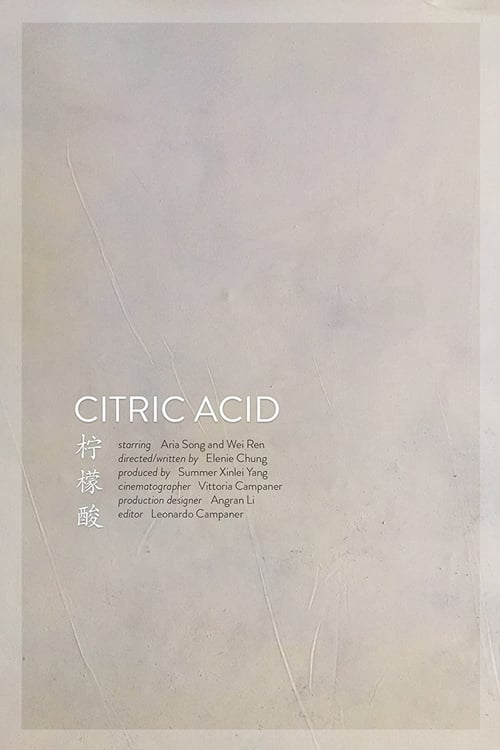 CITRIC ACID
柠檬酸
starring Aria Song and Wei Ren
directed/written by Elenie Chung
produced by Summer Xinlei Yang
cinematographer Vittoria Campaner
production designer Angran Li
editor Leonardo Campaner